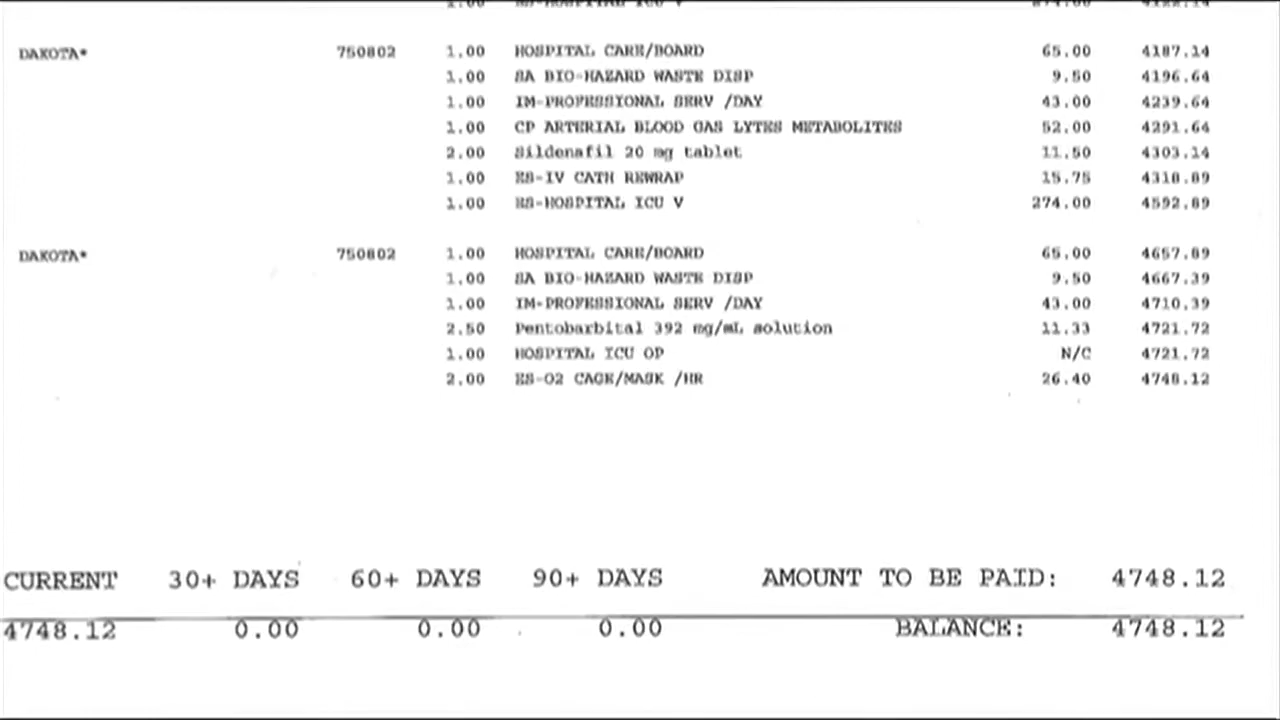 DAKOTA* 750802 1.00 HOSPITAL CARE/BOARD 65.00 4187.14
1.00 SA BIO-HAZARD WASTE DISP 9.50 4196.64
1.00 IM-PROFESSIONAL SERV /DAY 43.00 4239.64
1.00 CP ARTERIAL BLOOD GAS LYTES METABOLITES 52.00 4291.64
2.00 Sildenafil 20 mg tablet 11.50 4303.14
1.00 ES-IV CATH REWRAP 15.75 4318.89
1.00 ES-HOSPITAL ICU V 274.00 4592.89
DAKOTA* 750802 1.00 HOSPITAL CARE/BOARD 65.00 4657.89
1.00 SA BIO-HAZARD WASTE DISP 9.50 4667.39
1.00 IM-PROFESSIONAL SERV /DAY 43.00 4710.39
2.50 Pentobarbital 392 mg/mL solution 11.33 4721.72
1.00 HOSPITAL ICU OP N/C 4721.72
2.00 ES-O2 CAGE/MASK /HR 26.40 4748.12
CURRENT 30+ DAYS 60+ DAYS 90+ DAYS AMOUNT TO BE PAID: 4748.12
4748.12 0.00 0.00 0.00 BALANCE: 4748.12